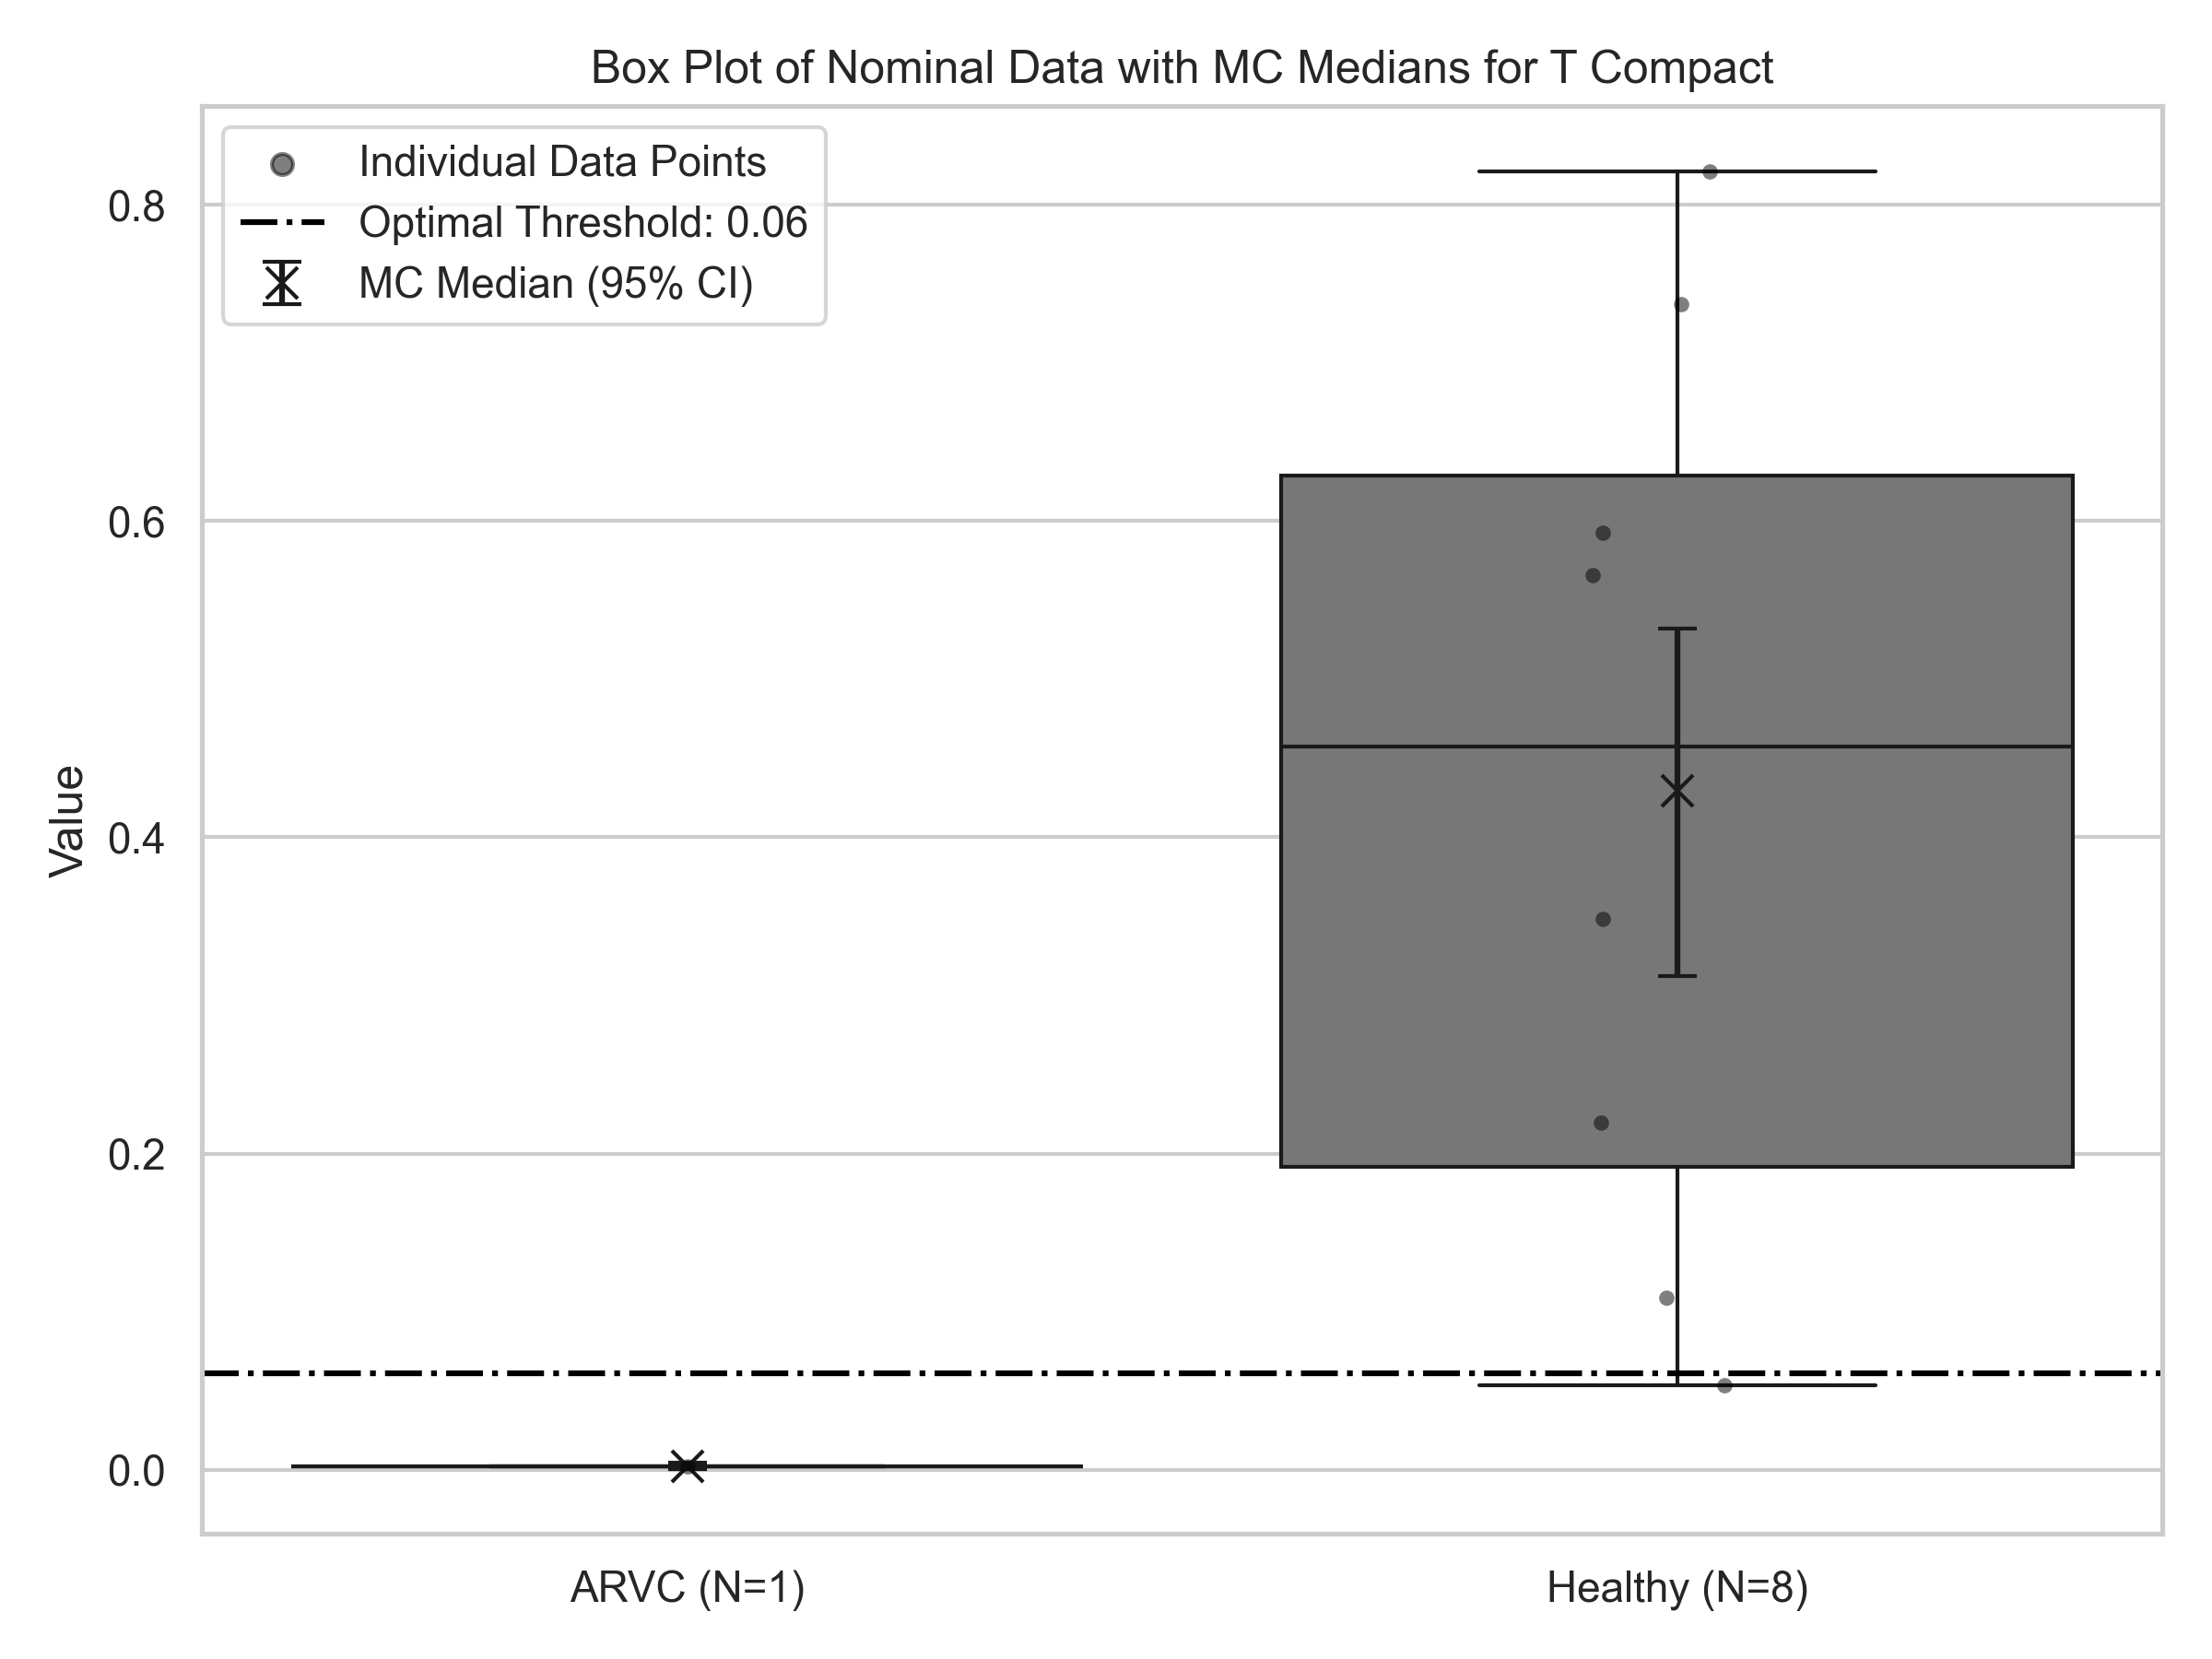 Box Plot of Nominal Data with MC Medians for T Compact
Individual Data Points
Optimal Threshold: 0.06
MC Median (95% CI)
Value
0.8
0.6
0.4
0.2
0.0
ARVC (N=1)
Healthy (N=8)